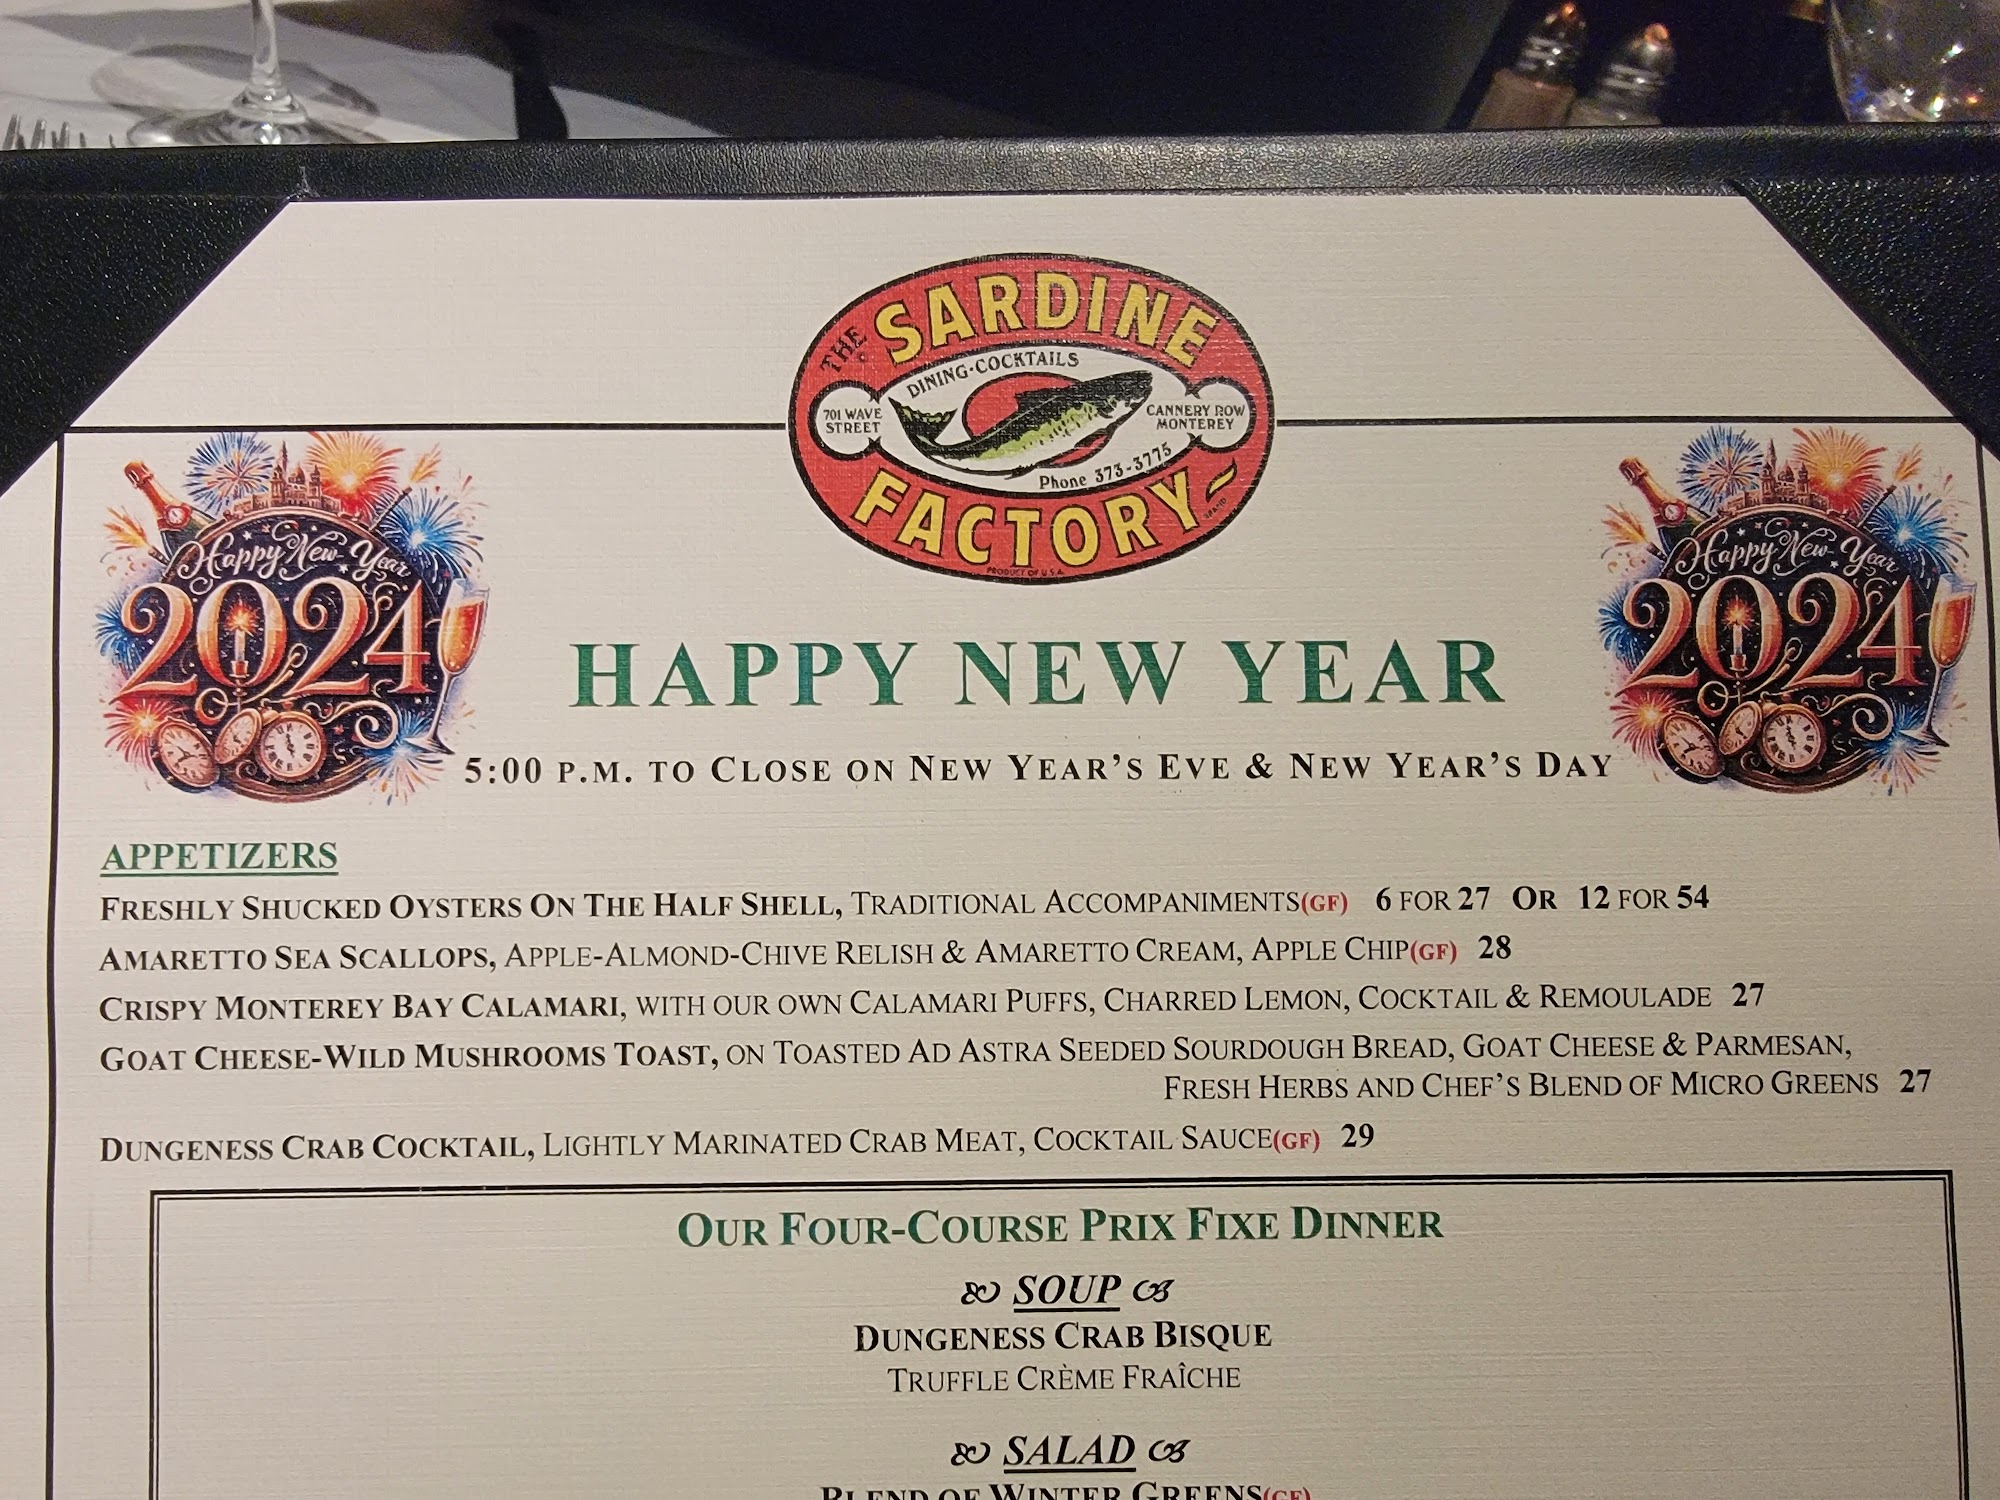 THE SARDINE
DINING-COCKTAILS
701 WAVE
STREET
CANNERY ROW
MONTEREY
Phone 373-3775
FACTORY
BRAND
PRODUCT OF U.S.A.
Happy New Year
2024
Happy New Year
2024
HAPPY NEW YEAR
5:00 P.M. TO CLOSE ON NEW YEAR'S EVE & NEW YEAR'S DAY
APPETIZERS
FRESHLY SHUCKED OYSTERS ON THE HALF SHELL, TRADITIONAL ACCOMPANIMENTS(GF) 6 FOR 27 OR 12 FOR 54
AMARETTO SEA SCALLOPS, APPLE-ALMOND-CHIVE RELISH & AMARETTO CREAM, APPLE CHIP(GF) 28
CRISPY MONTEREY BAY CALAMARI, WITH OUR OWN CALAMARI PUFFS, CHARRED LEMON, COCKTAIL & REMOULADE 27
GOAT CHEESE-WILD MUSHROOMS TOAST, ON TOASTED AD ASTRA SEEDED SOURDOUGH BREAD, GOAT CHEESE & PARMESAN,
FRESH HERBS AND CHEF'S BLEND OF MICRO GREENS 27
DUNGENESS CRAB COCKTAIL, LIGHTLY MARINATED CRAB MEAT, COCKTAIL SAUCE(GF) 29
OUR FOUR-COURSE PRIX FIXE DINNER
SOUP
DUNGENESS CRAB BISQUE
TRUFFLE CRÈME FRAÎCHE
SALAD
BLEND OF WINTER GREENS(GF)